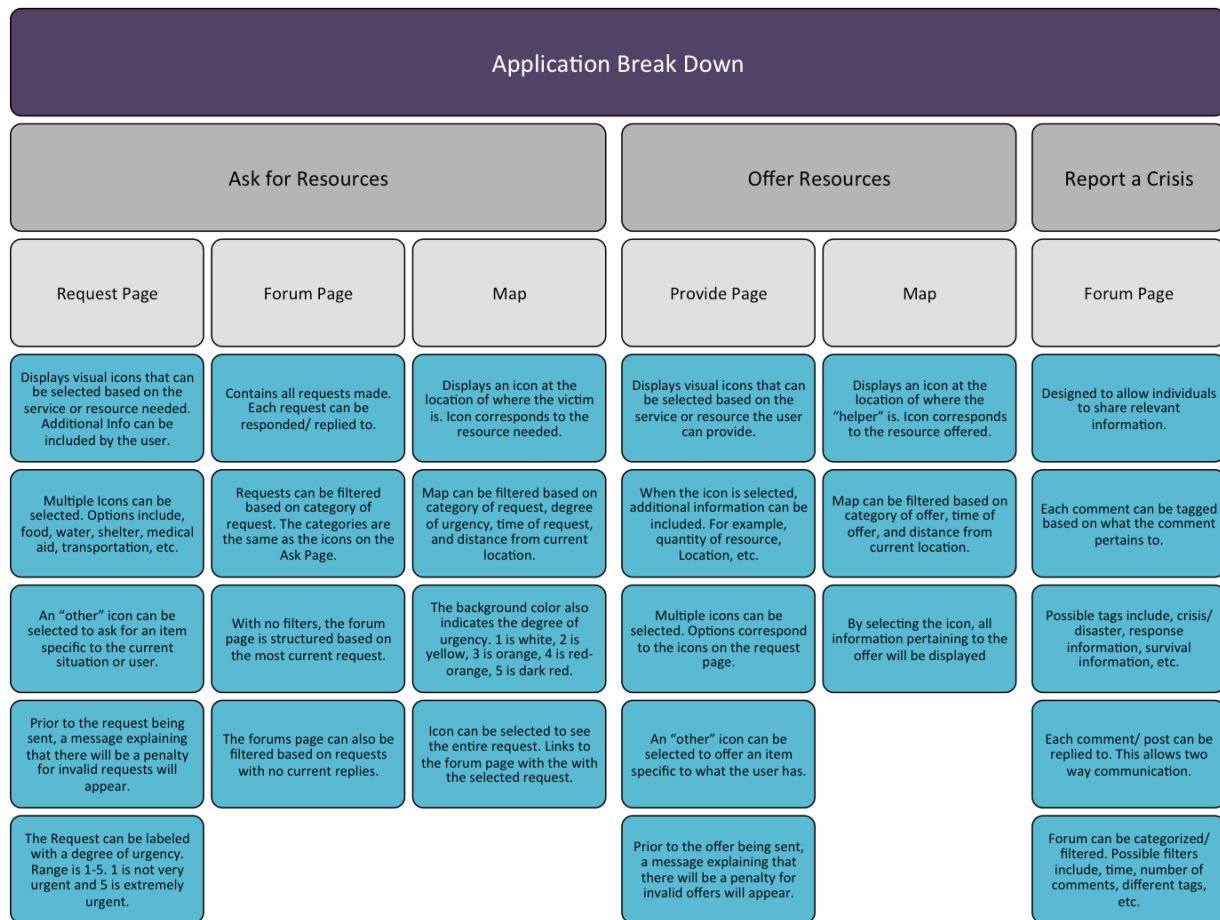 Application Break Down
Ask for Resources
Offer Resources
Report a Crisis
Request Page
Forum Page
Map
Provide Page
Map
Forum Page
Displays visual icons that can
be selected based on the
service or resource needed.
Additional Info can be
included by the user.
Contains all requests made.
Each request can be
responded/ replied to.
Displays an icon at the
location of where the victim
is. Icon corresponds to the
resource needed.
Displays visual icons that can
be selected based on the
service or resource the user
can provide.
Displays an icon at the
location of where the
“helper” is. Icon corresponds
to the resource offered.
Designed to allow individuals
to share relevant
information.
Multiple Icons can be
selected. Options include,
food, water, shelter, medical
aid, transportation, etc.
Requests can be filtered
based on category of
request. The categories are
the same as the icons on the
Ask Page.
Map can be filtered based on
category of request, degree
of urgency, time of request,
and distance from current
location.
When the icon is selected,
additional information can be
included. For example,
quantity of resource,
Location, etc.
Map can be filtered based on
category of offer, time of
offer, and distance from
current location.
Each comment can be tagged
based on what the comment
pertains to.
An “other” icon can be
selected to ask for an item
specific to the current
situation or user.
With no filters, the forum
page is structured based on
the most current request.
The background color also
indicates the degree of
urgency. 1 is white, 2 is
yellow, 3 is orange, 4 is red-
orange, 5 is dark red.
Multiple icons can be
selected. Options correspond
to the icons on the request
page.
By selecting the icon, all
information pertaining to the
offer will be displayed
Possible tags include, crisis/
disaster, response
information, survival
information, etc.
Prior to the request being
sent, a message explaining
that there will be a penalty
for invalid requests will
appear.
The forums page can also be
filtered based on requests
with no current replies.
Icon can be selected to see
the entire request. Links to
the forum page with the with
the selected request.
An “other” icon can be
selected to offer an item
specific to what the user has.
Each comment/ post can be
replied to. This allows two
way communication.
The Request can be labeled
with a degree of urgency.
Range is 1-5. 1 is not very
urgent and 5 is extremely
urgent.
Prior to the offer being sent,
a message explaining that
there will be a penalty for
invalid offers will appear.
Forum can be categorized/
filtered. Possible filters
include, time, number of
comments, different tags,
etc.